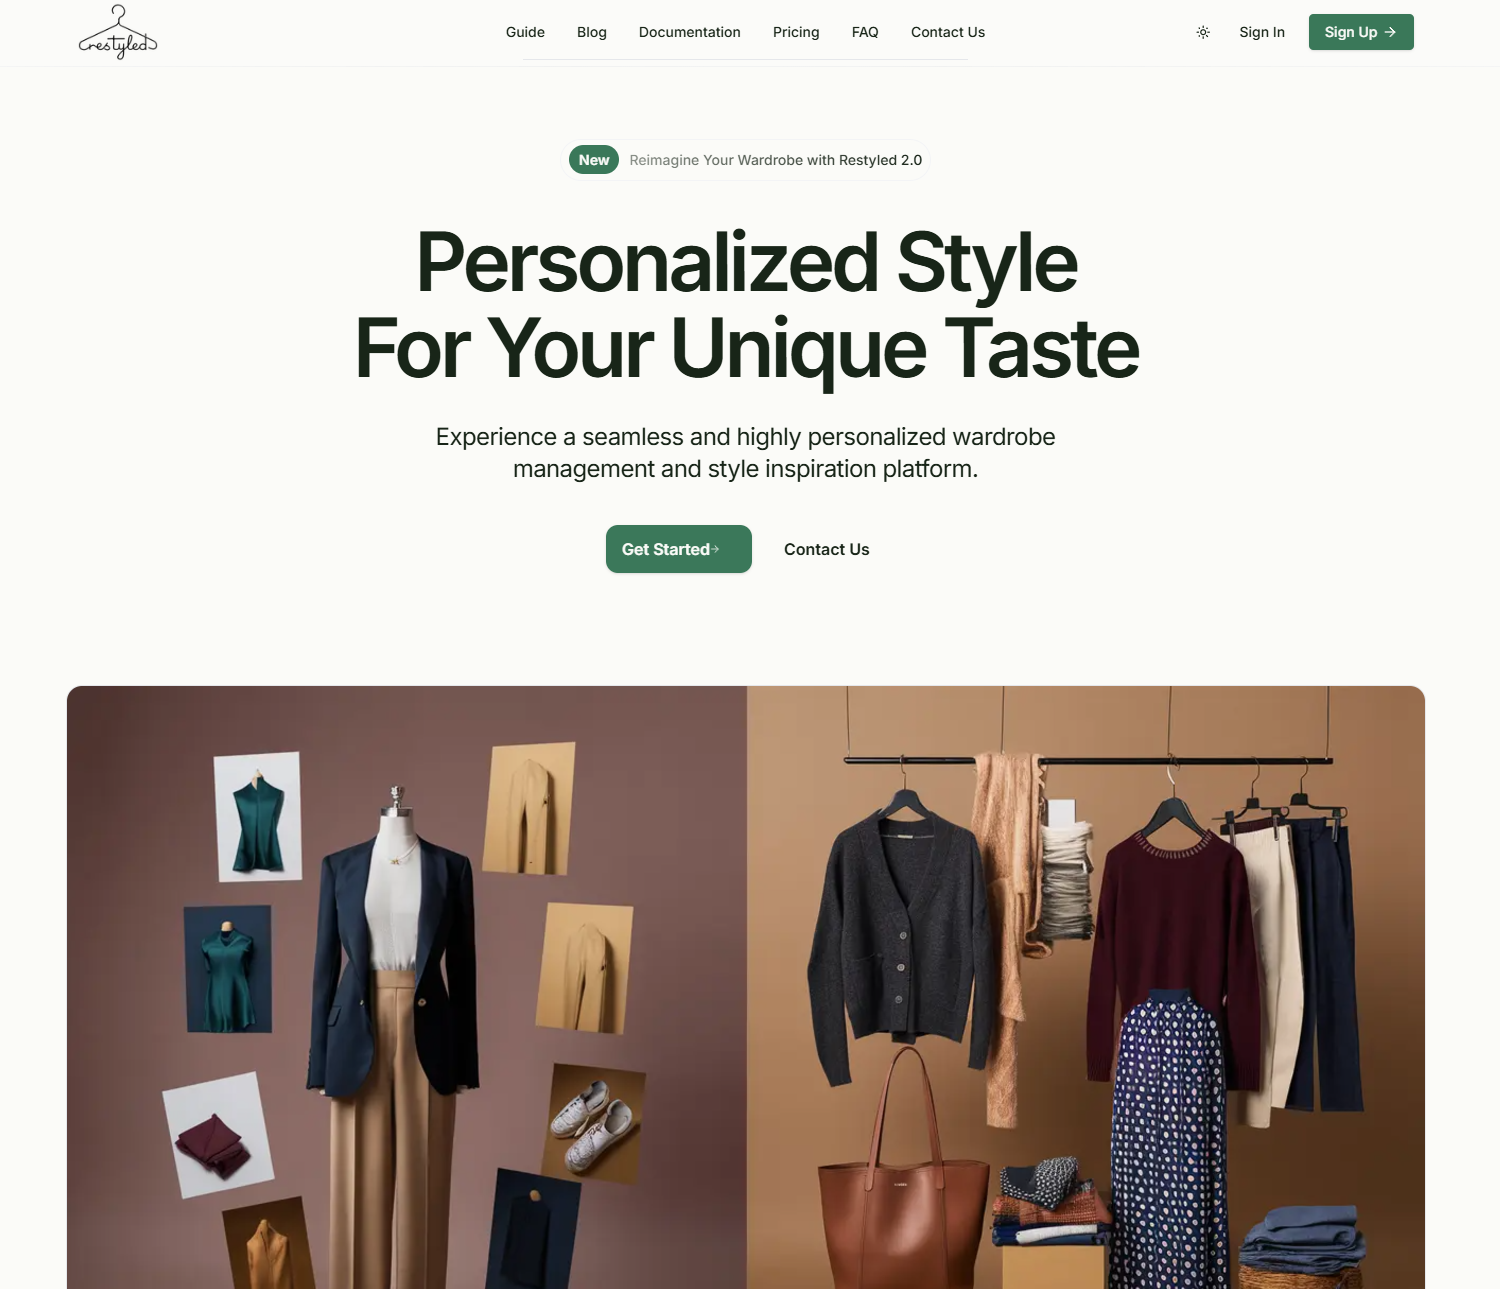 restyled
Guide Blog Documentation Pricing FAQ Contact Us Sign In Sign Up →
New Reimagine Your Wardrobe with Restyled 2.0
Personalized Style
For Your Unique Taste
Experience a seamless and highly personalized wardrobe
management and style inspiration platform.
Get Started→ Contact Us